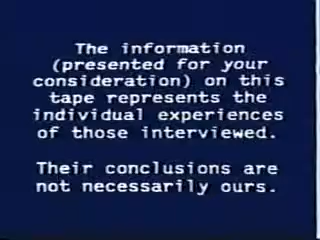 The information
(presented for your
consideration) on this
tape represents the
individual experiences
of those interviewed.
Their conclusions are
not necessarily ours.